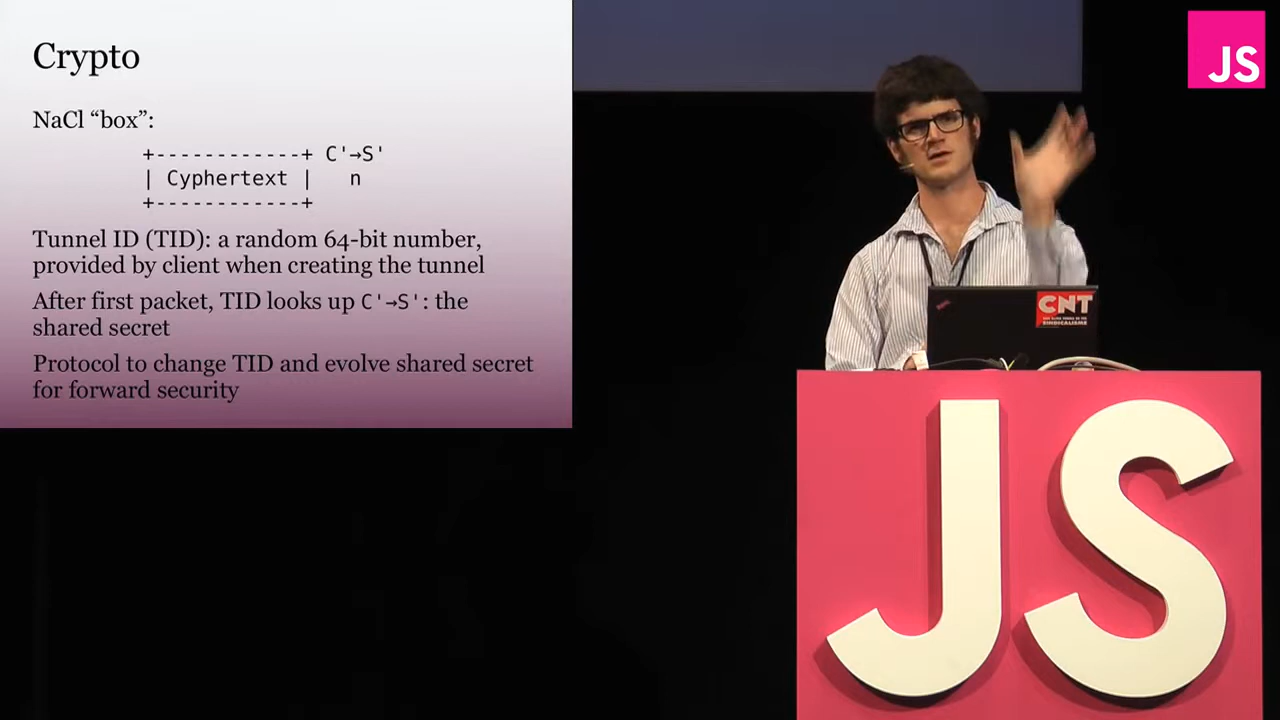 Crypto
NaCl “box”:
+------------+ C'→S'
| Cyphertext |   n
+------------+
Tunnel ID (TID): a random 64-bit number,
provided by client when creating the tunnel
After first packet, TID looks up C'→S': the
shared secret
Protocol to change TID and evolve shared secret
for forward security
JS
CNT
SINDICALISME
JS